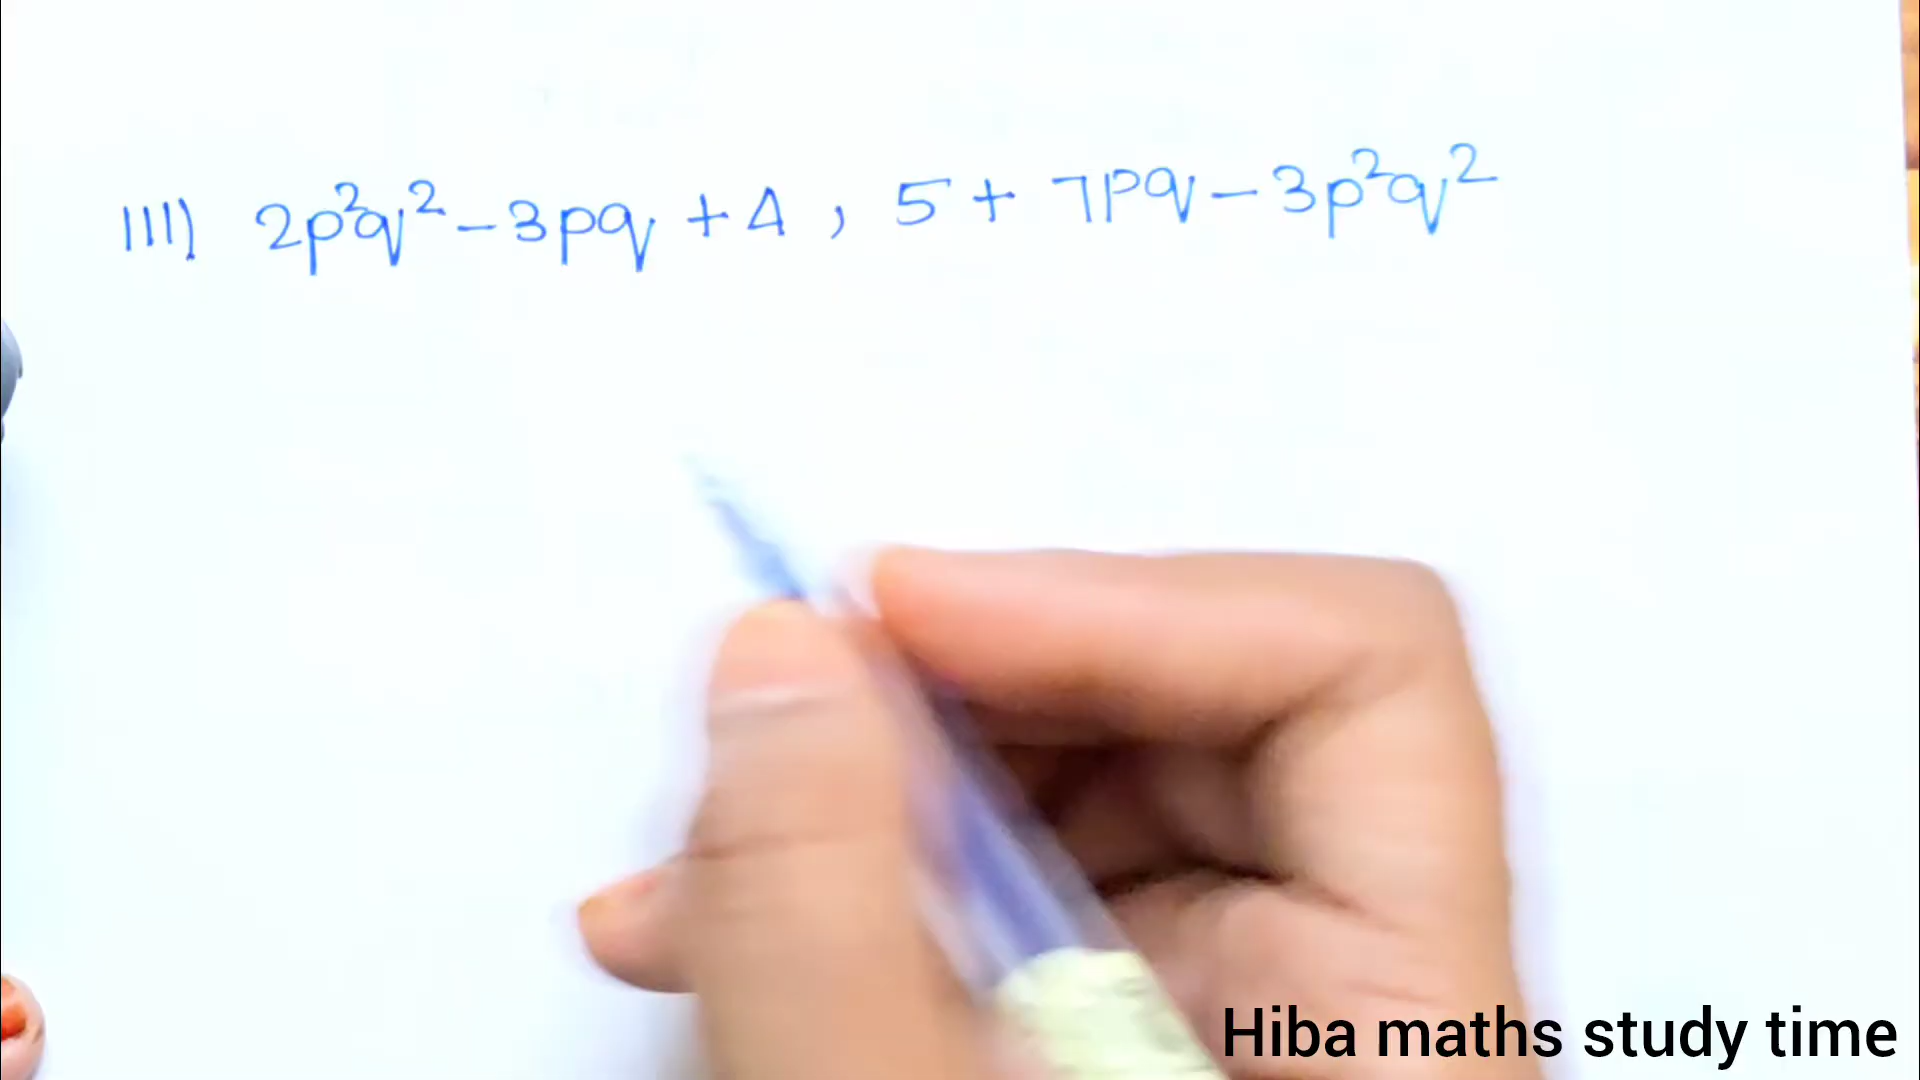 III) 2p²q² - 3pq + 4, 5 + 7pq - 3p²q²
Hiba maths study time